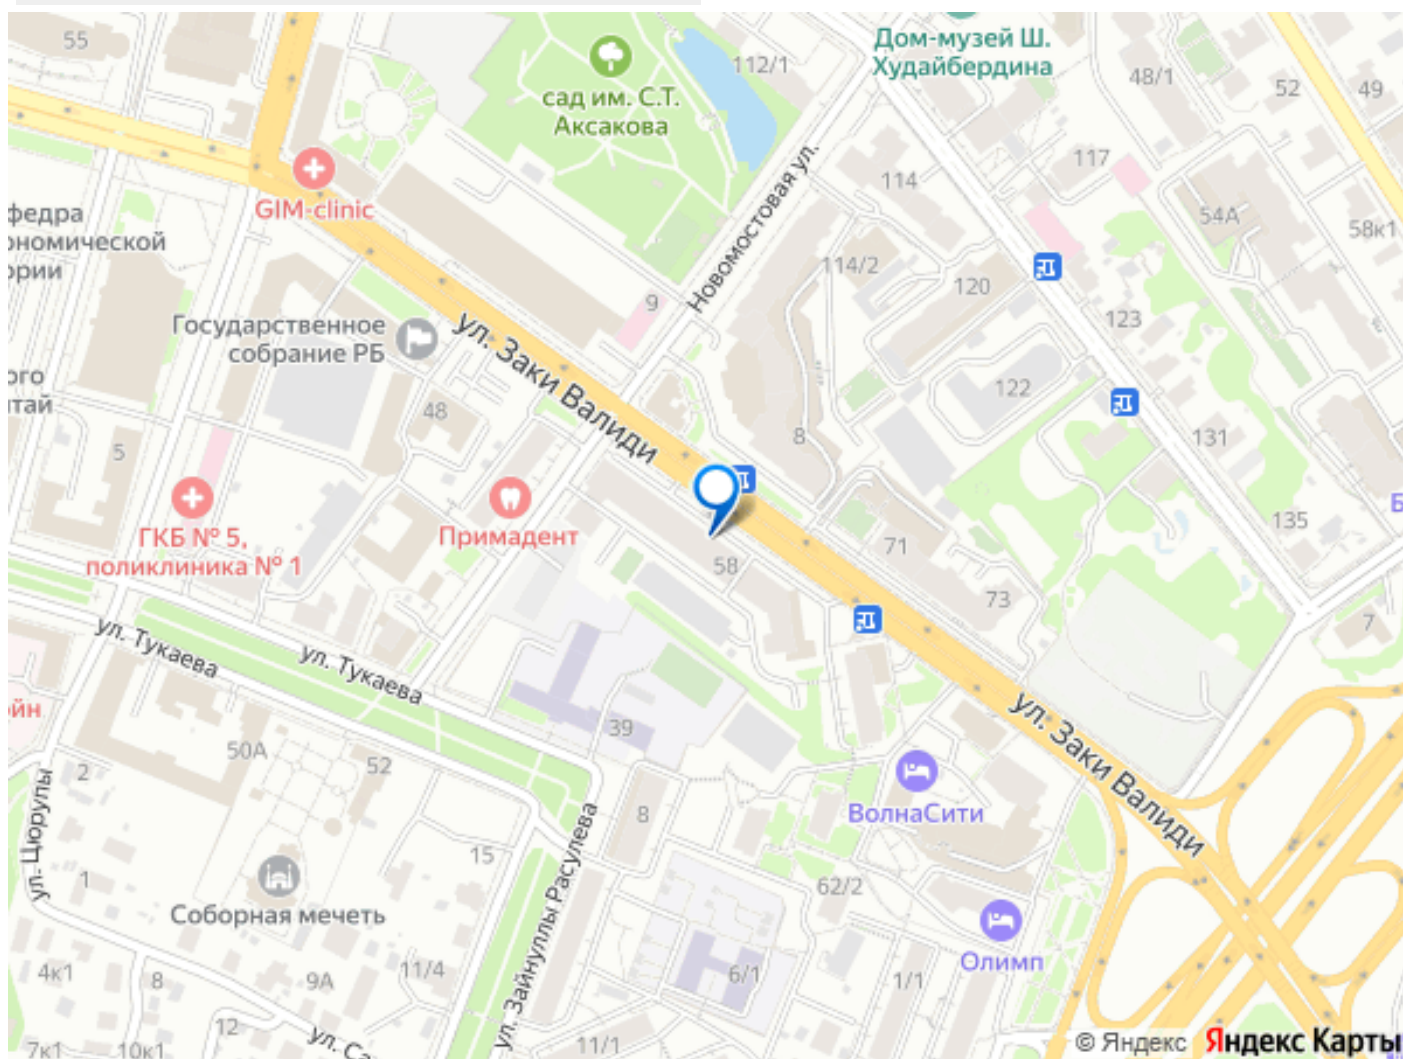 55
сад им. С.Т.
Аксакова
112/1
Дом-музей Ш.
Худайбердина
48/1
52
49
117
114
54А
58к1
GIM-clinic
федра
ономической
ории
Новомостовая ул.
114/2
120
9
123
Государственное
собрание РБ
ул. Заки Валиди
ого
тай
48
122
5
8
131
ГКБ № 5,
поликлиника № 1
Примадент
58
71
135
Б
73
7
ул. Тукаева
ул. Тукаева
йн
39
50А
52
2
ул. Заки Валиди
ВолнаСити
ул. Цюрупы
8
ул. Зайнуллы Расулева
15
1
62/2
Соборная мечеть
Олимп
4к1
8
9А
11/4
6/1
1/1
12
7к1
10к1
11/1
© Яндекс Яндекс Карты